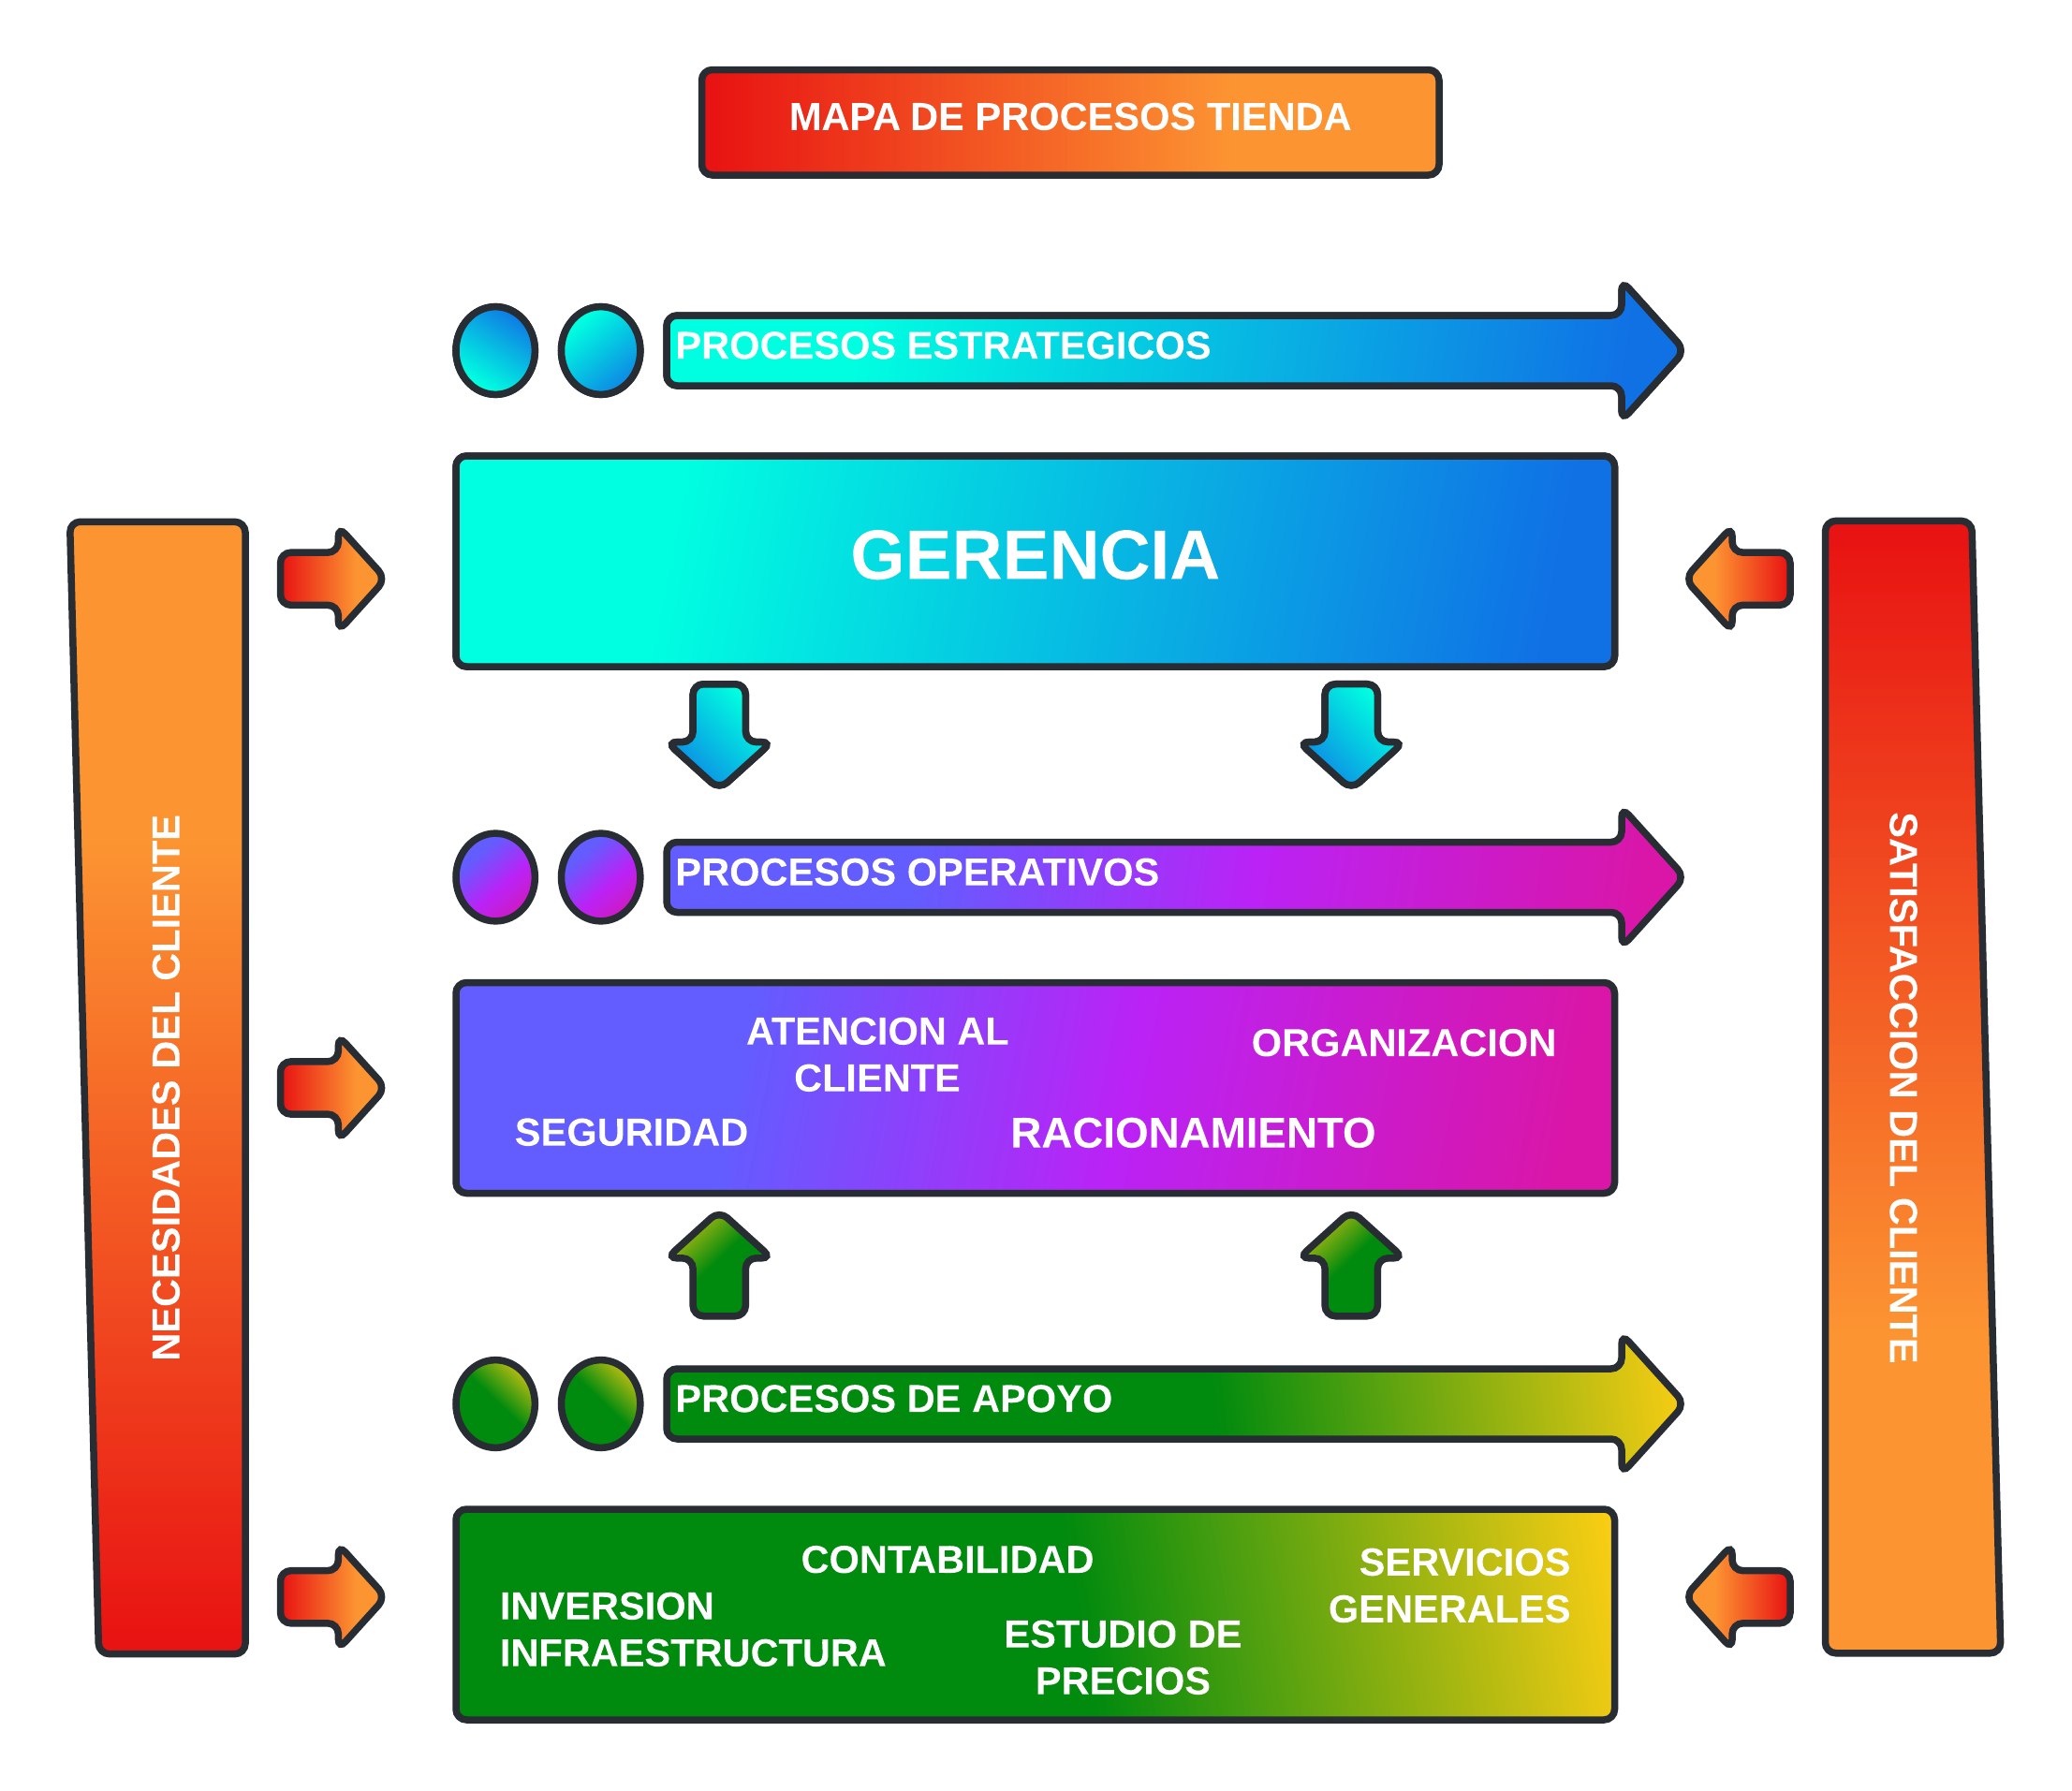 MAPA DE PROCESOS TIENDA
PROCESOS ESTRATEGICOS
GERENCIA
NECESIDADES DEL CLIENTE
SATISFACCION DEL CLIENTE
PROCESOS OPERATIVOS
ATENCION AL
CLIENTE
ORGANIZACION
SEGURIDAD
RACIONAMIENTO
PROCESOS DE APOYO
CONTABILIDAD
SERVICIOS
GENERALES
INVERSION
INFRAESTRUCTURA
ESTUDIO DE
PRECIOS